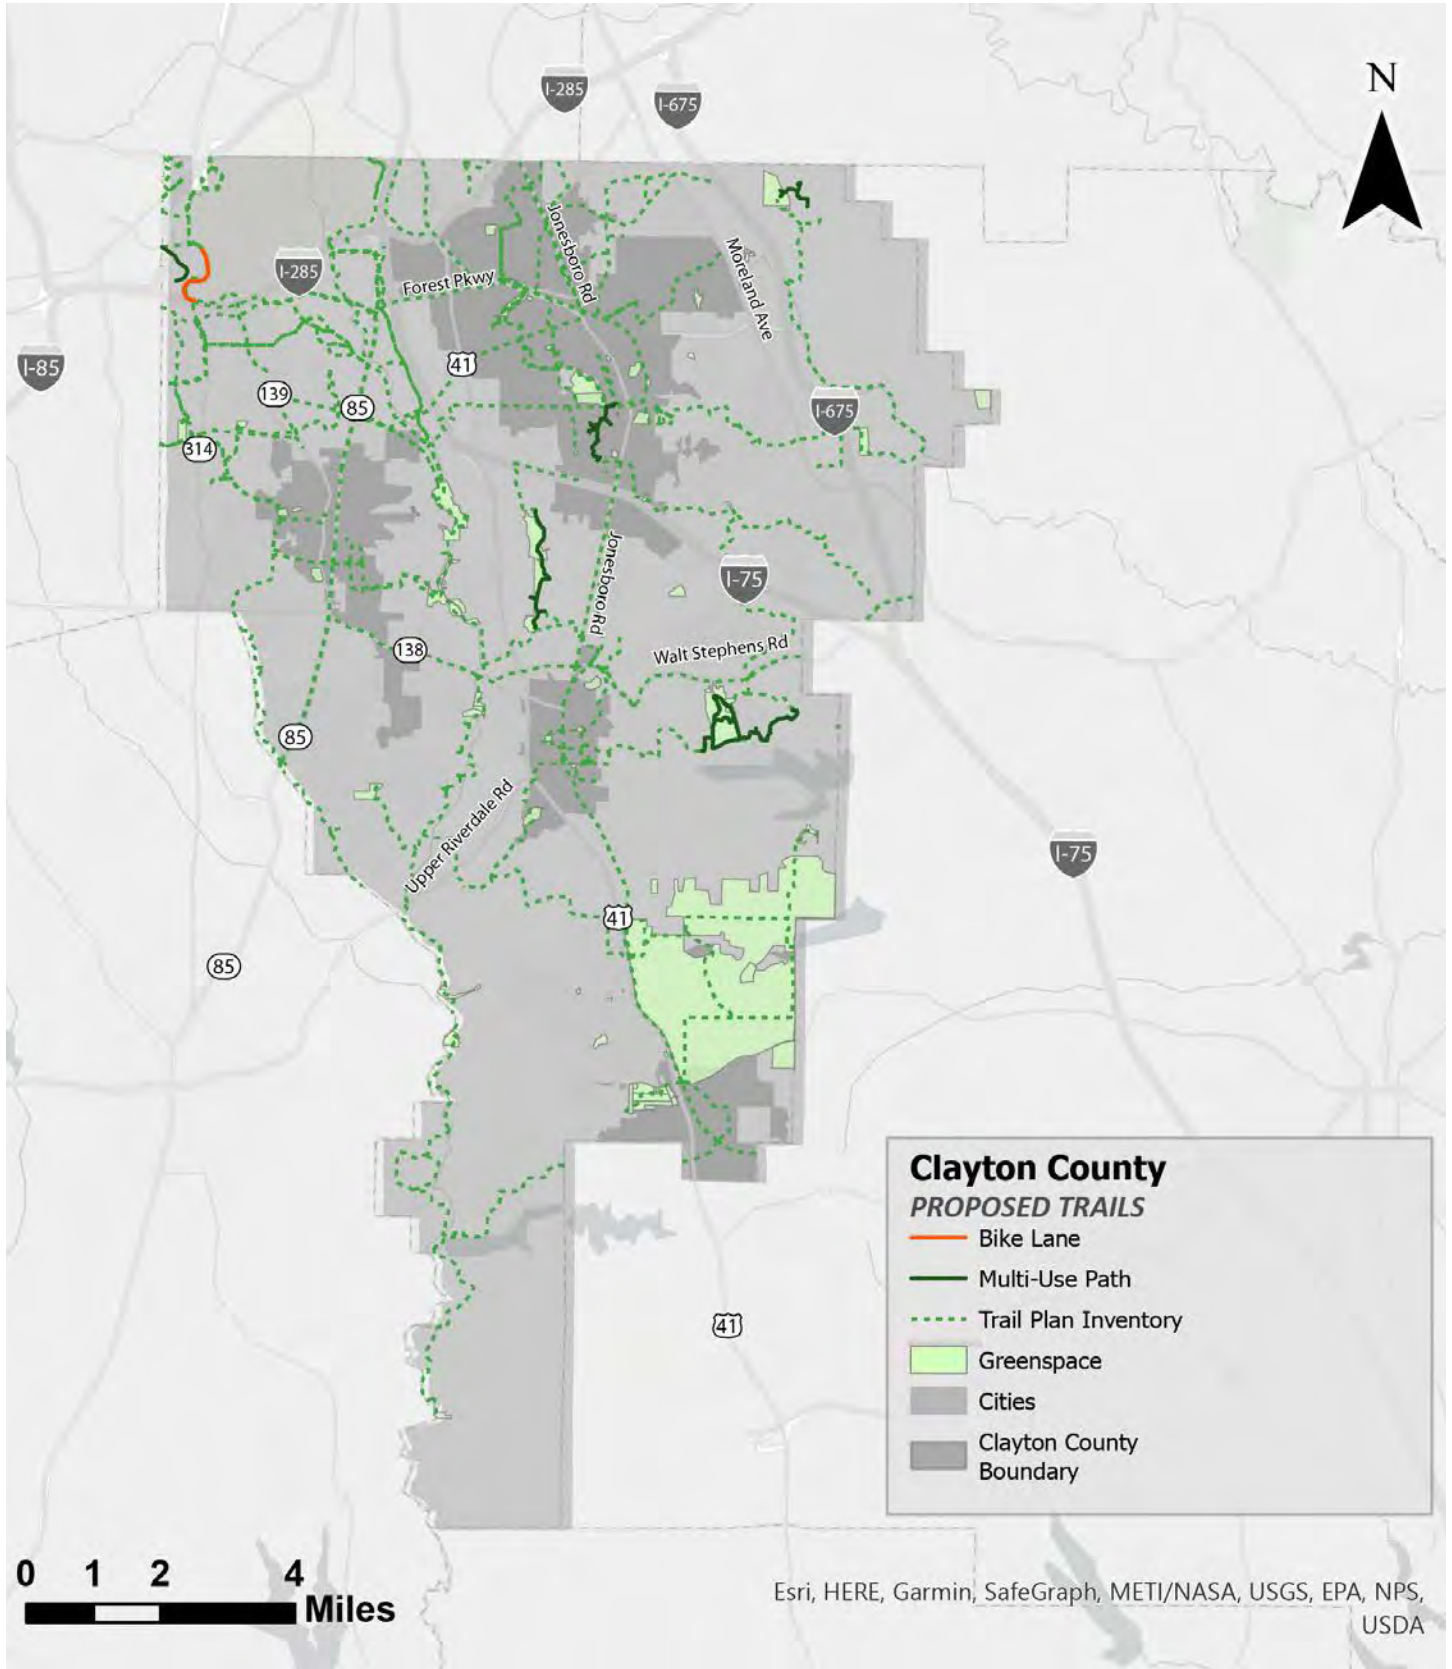 N
I-285
I-675
Jonesboro Rd
Moreland Ave
I-285
Forest Pkwy
I-85
41
139
85
I-675
314
Jonesboro Rd
I-75
138
Walt Stephens Rd
85
Upper Riverdale Rd
I-75
41
85
Clayton County
PROPOSED TRAILS
Bike Lane
Multi-Use Path
Trail Plan Inventory
Greenspace
Cities
Clayton County
Boundary
41
0 1 2 4
Miles
Esri, HERE, Garmin, SafeGraph, METI/NASA, USGS, EPA, NPS,
USDA